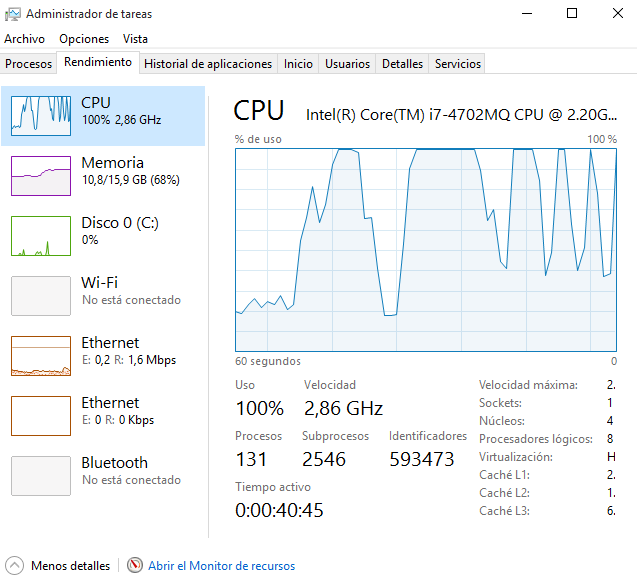 Administrador de tareas
Archivo Opciones Vista
Procesos Rendimiento Historial de aplicaciones Inicio Usuarios Detalles Servicios
CPU
100% 2,86 GHz
Memoria
10,8/15,9 GB (68%)
Disco 0 (C:)
0%
Wi-Fi
No está conectado
Ethernet
E: 0,2 R: 1,6 Mbps
Ethernet
E: 0 R: 0 Kbps
Bluetooth
No está conectado
CPU Intel(R) Core(TM) i7-4702MQ CPU @ 2.20G...
% de uso 100 %
60 segundos 0
Uso Velocidad
100% 2,86 GHz
Procesos Subprocesos Identificadores
131 2546 593473
Tiempo activo
0:00:40:45
Velocidad máxima: 2.
Sockets: 1
Núcleos: 4
Procesadores lógicos: 8
Virtualización: H
Caché L1: 2.
Caché L2: 1.
Caché L3: 6.
Menos detalles Abrir el Monitor de recursos